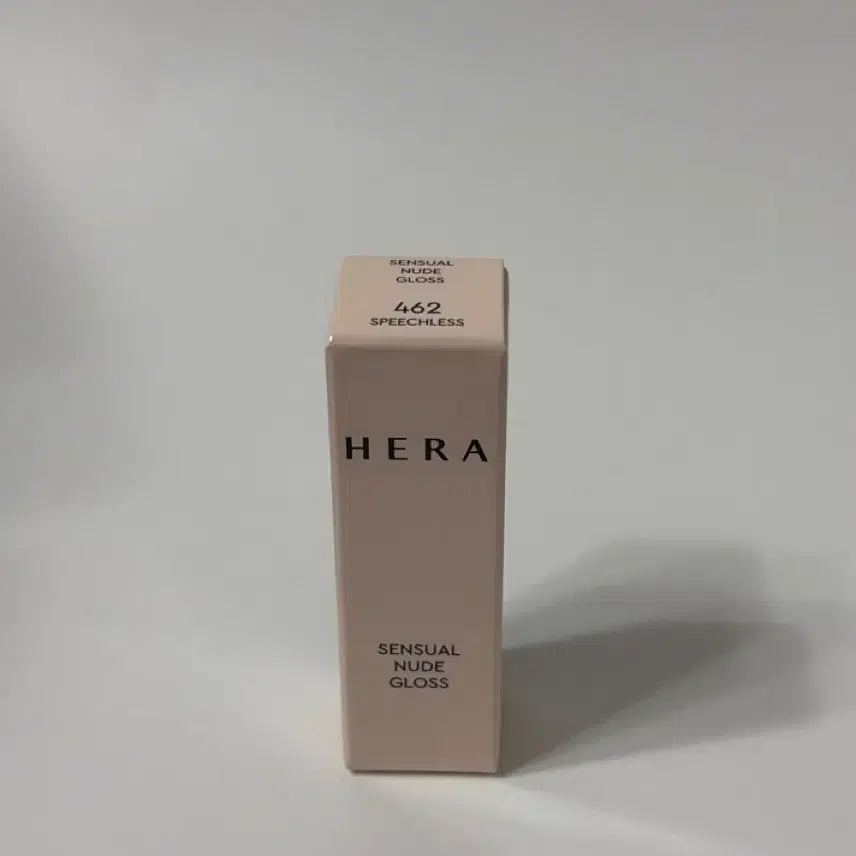 SENSUAL
NUDE
GLOSS
462
SPEECHLESS
HERA
SENSUAL
NUDE
GLOSS